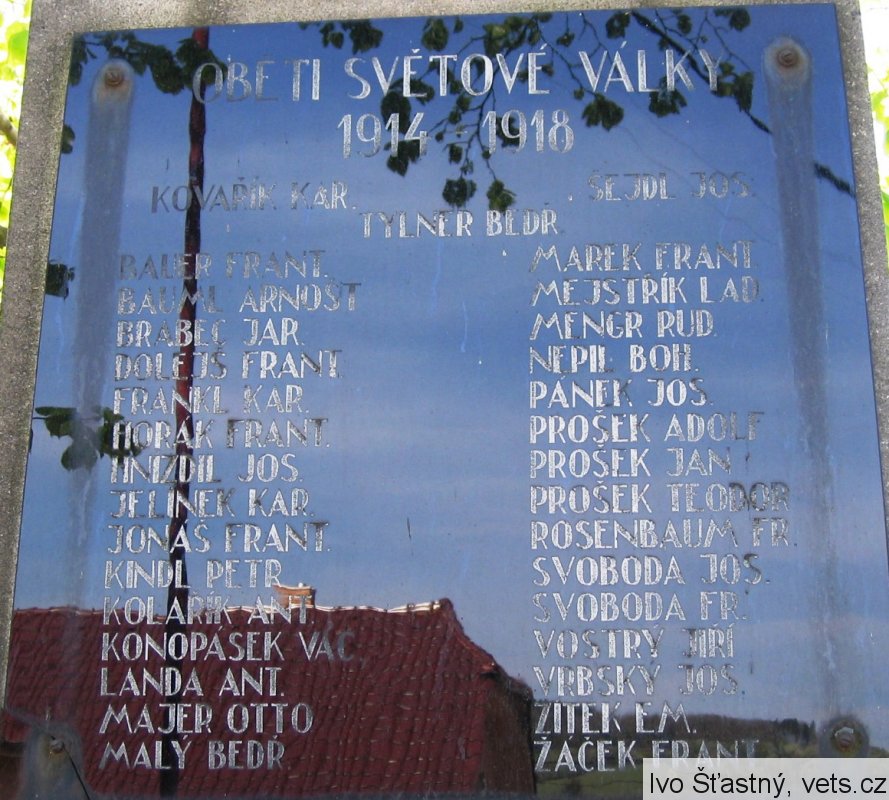 OBETI SVĚTOVÉ VÁLKY
1914 - 1918
KOVAŘÍK KAR. ŠEJDL JOS.
TYLNER BEDŘ.
BAUER FRANT.
BAUML ARNOŠT
BRABEC JAR.
DOLEJŠ FRANT.
FRANKL KAR.
HORÁK FRANT.
HNÍZDIL JOS.
JELÍNEK KAR.
JONÁŠ FRANT.
KINDL PETR
KOLAŘÍK ANT.
KONOPÁSEK VÁC.
LANDA ANT.
MAJER OTTO
MALÝ BEDŘ.
MAREK FRANT.
MEJSTŘÍK LAD.
MENGR RUD.
NEPIL BOH.
PÁNEK JOS.
PROŠEK ADOLF
PROŠEK JAN
PROŠEK TEODOR
ROSENBAUM FR.
SVOBODA JOS.
SVOBODA FR.
VOSTRÝ JIŘÍ
VRBSKÝ JOS.
ZÍTEK EM.
ŽÁČEK FRANT.
Ivo Šťastný, vets.cz